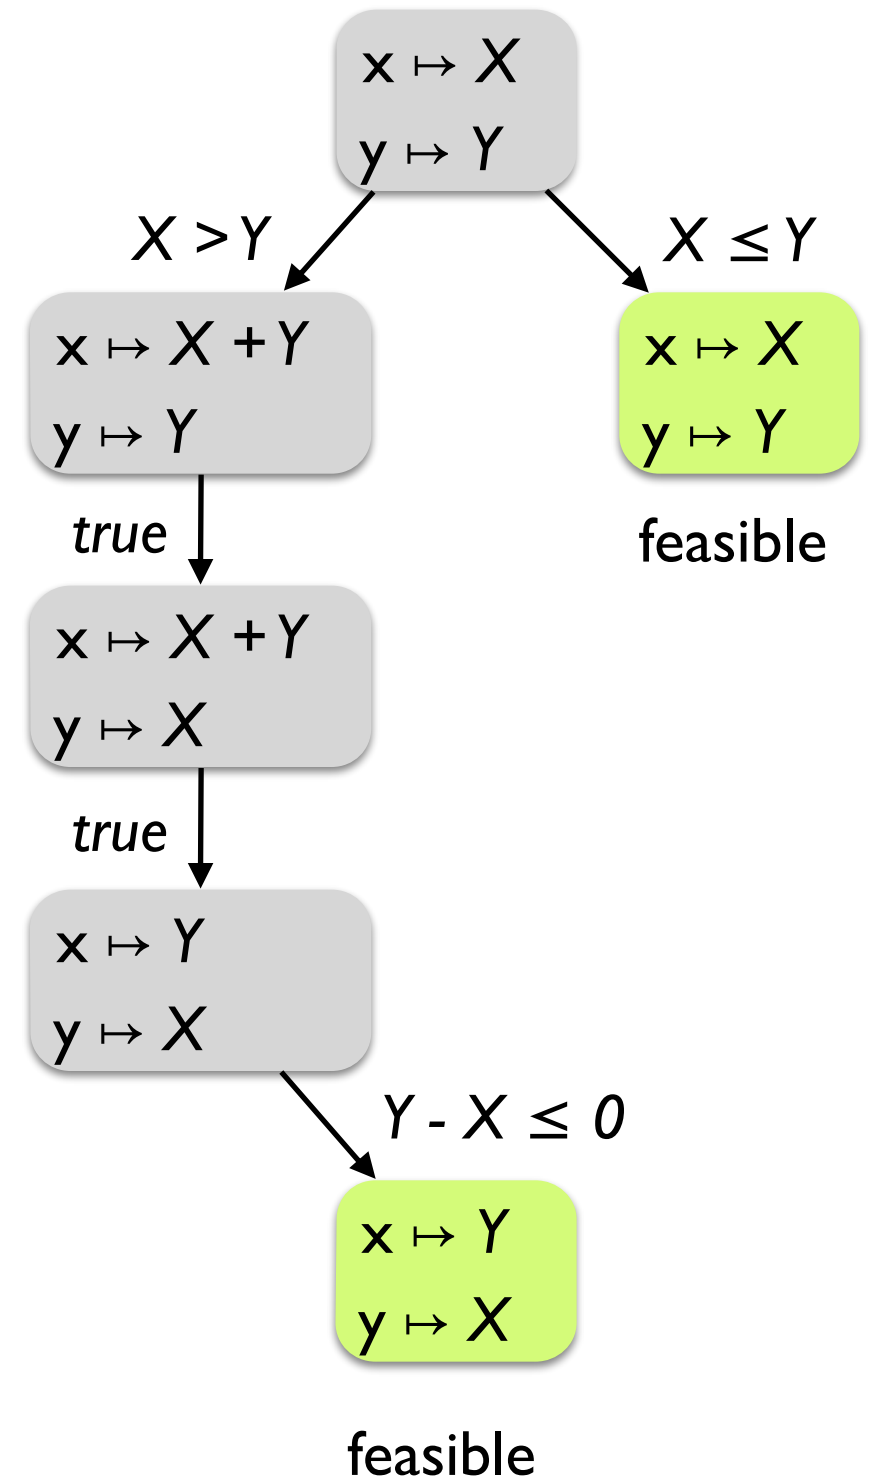 x ↦ X
y ↦ Y
X > Y
X ≤ Y
x ↦ X + Y
y ↦ Y
x ↦ X
y ↦ Y
true
feasible
x ↦ X + Y
y ↦ X
true
x ↦ Y
y ↦ X
Y - X ≤ 0
x ↦ Y
y ↦ X
feasible